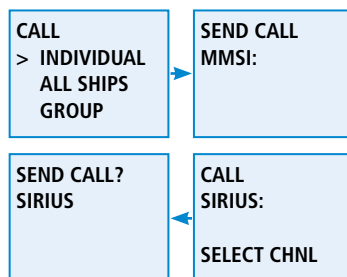 CALL
> INDIVIDUAL
ALL SHIPS
GROUP
SEND CALL
MMSI:
CALL
SIRIUS:
SELECT CHNL
SEND CALL?
SIRIUS